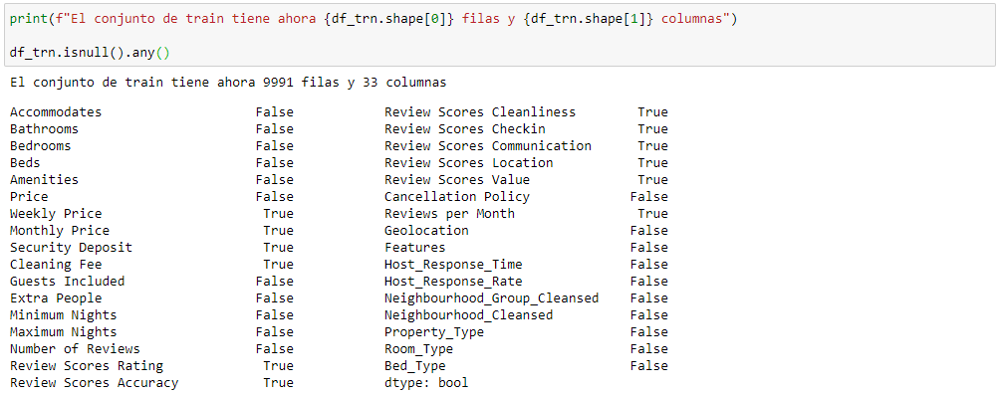 print(f"El conjunto de train tiene ahora {df_trn.shape[0]} filas y {df_trn.shape[1]} columnas")
df_trn.isnull().any()
El conjunto de train tiene ahora 9991 filas y 33 columnas
Accommodates False
Bathrooms False
Bedrooms False
Beds False
Amenities False
Price False
Weekly Price True
Monthly Price True
Security Deposit True
Cleaning Fee True
Guests Included False
Extra People False
Minimum Nights False
Maximum Nights False
Number of Reviews False
Review Scores Rating True
Review Scores Accuracy True
Review Scores Cleanliness True
Review Scores Checkin True
Review Scores Communication True
Review Scores Location True
Review Scores Value True
Cancellation Policy False
Reviews per Month True
Geolocation False
Features False
Host_Response_Time False
Host_Response_Rate False
Neighbourhood_Group_Cleansed False
Neighbourhood_Cleansed False
Property_Type False
Room_Type False
Bed_Type False
dtype: bool